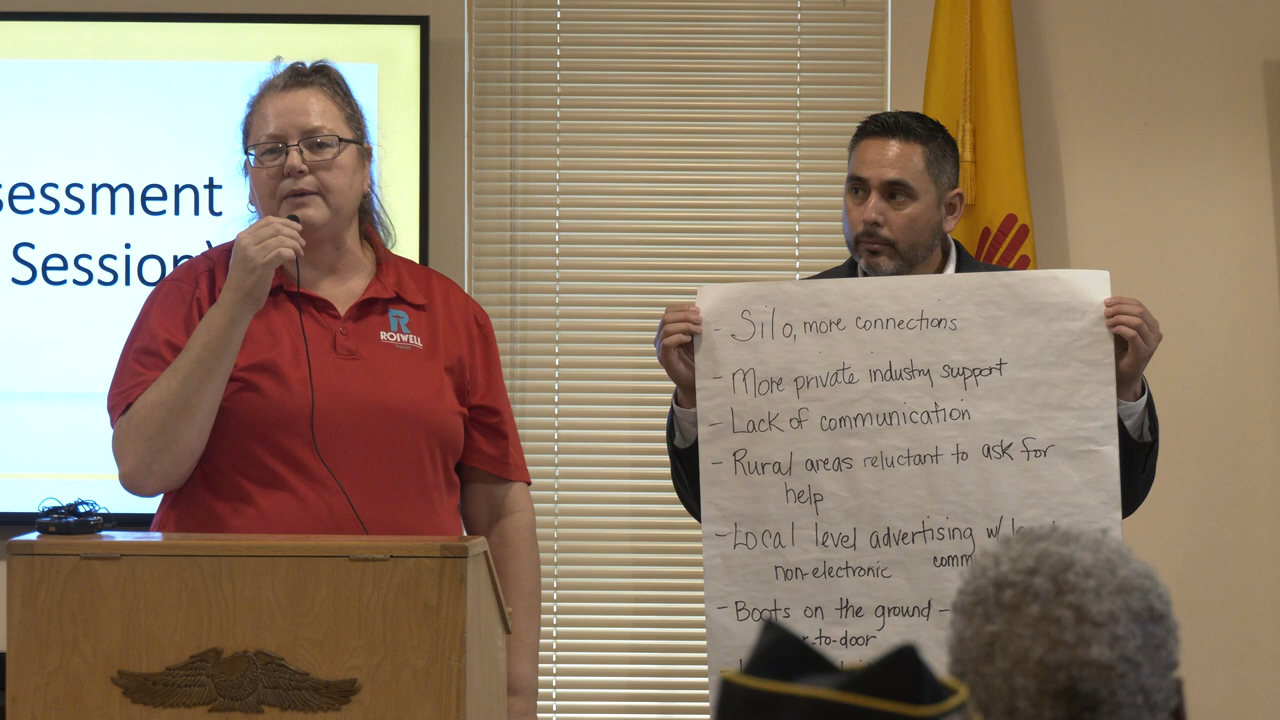 sessment
Session
ROSWELL
- Silo, more connections
- More private industry support
- Lack of communication
- Rural areas reluctant to ask for
help
- Local level advertising w/
non-electronic
- Boots on the ground -
-to-door